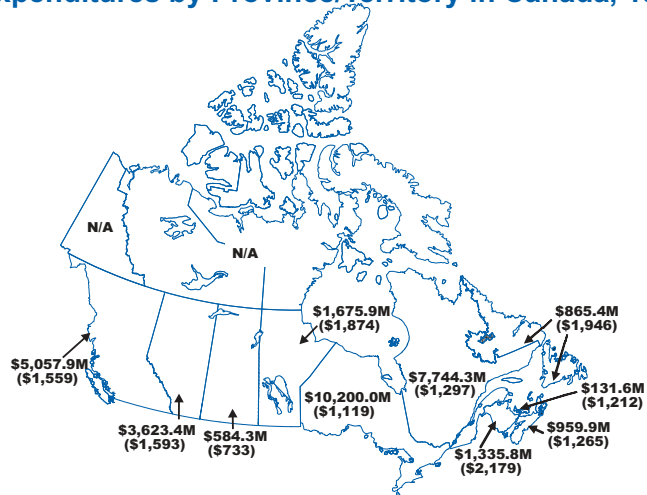 xpenditures by Province/Territory in Canada,
N/A
N/A
$1,675.9M
($1,874)
$865.4M
($1,946)
$5,057.9M
($1,559)
$7,744.3M
($1,297)
$131.6M
($1,212)
$10,200.0M
($1,119)
$3,623.4M
($1,593)
$584.3M
($733)
$959.9M
($1,265)
$1,335.8M
($2,179)